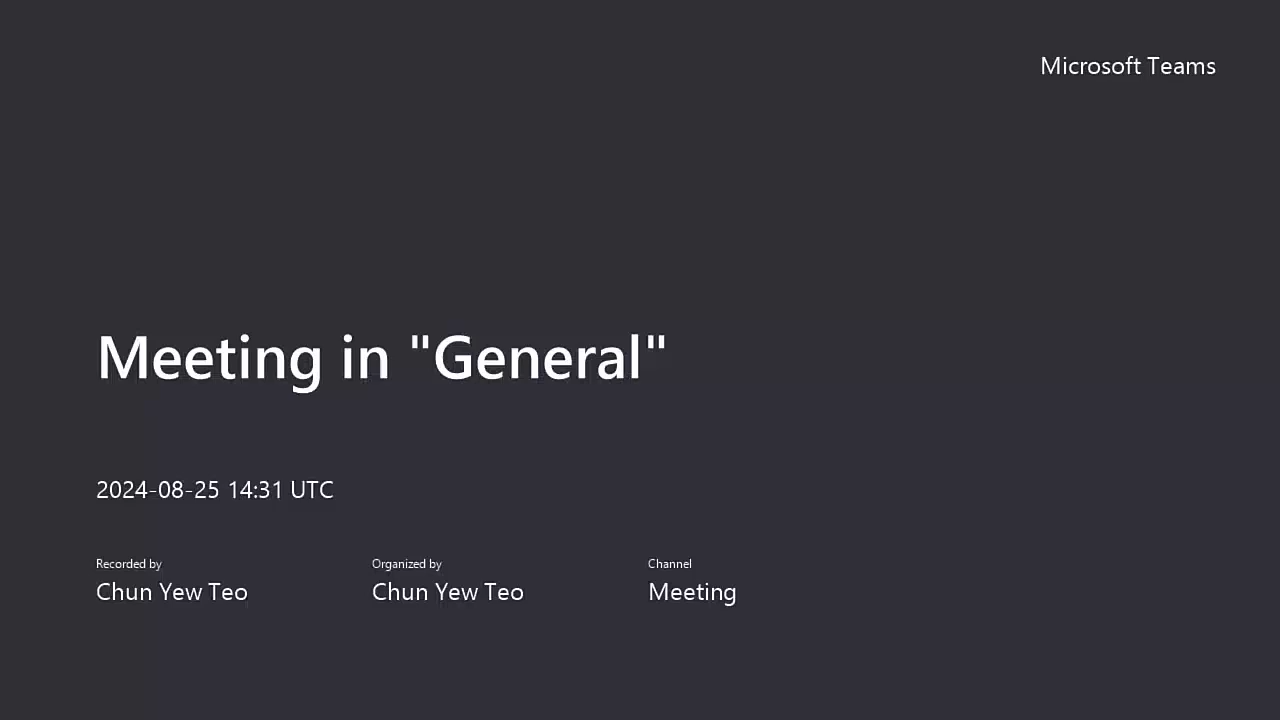 Microsoft Teams
Meeting in "General"
2024-08-25 14:31 UTC
Recorded by
Chun Yew Teo
Organized by
Chun Yew Teo
Channel
Meeting